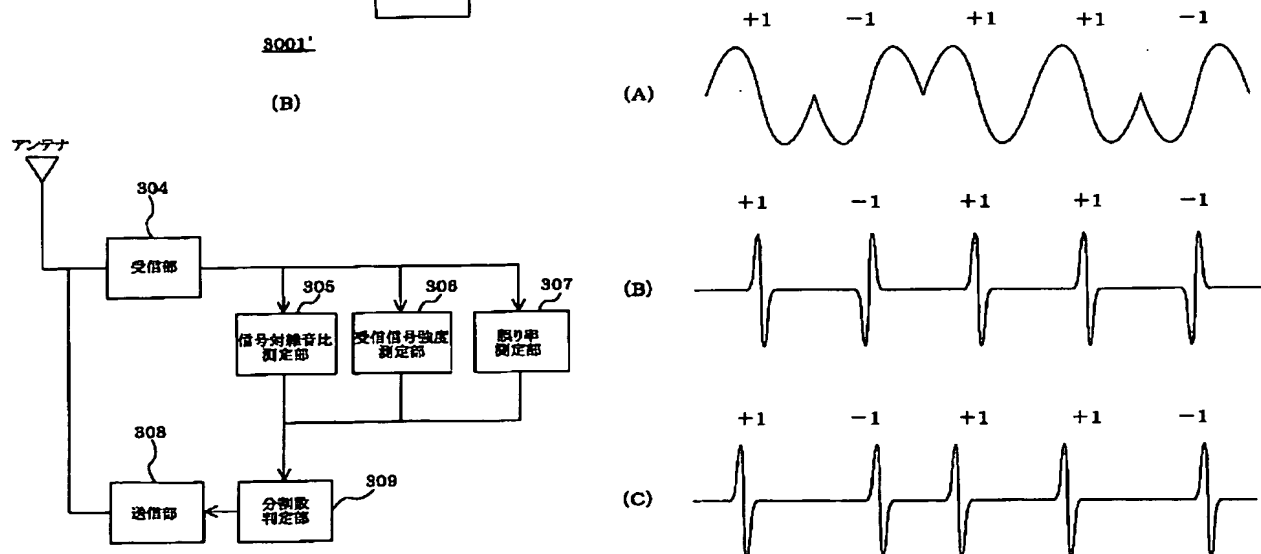 3001'
(B)
アンテナ
304
受信部
305
306
307
信号対雑音比
測定部
受信信号強度
測定部
誤り率
測定部
308
送信部
分割数
判定部
309
+1 -1 +1 +1 -1
(A)
+1 -1 +1 +1 -1
(B)
+1 -1 +1 +1 -1
(C)